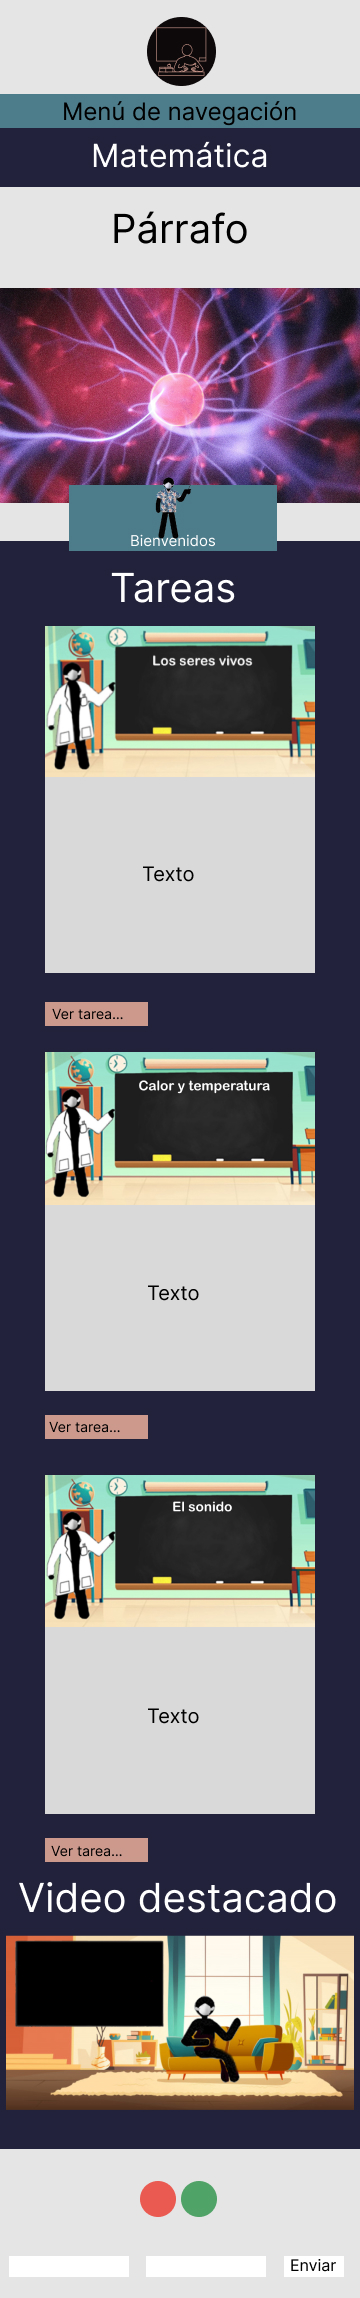 Menú de navegación
Matemática
Párrafo
Bienvenidos
Tareas
Los seres vivos
Texto
Ver tarea...
Calor y temperatura
Texto
Ver tarea...
El sonido
Texto
Ver tarea...
Video destacado
Enviar